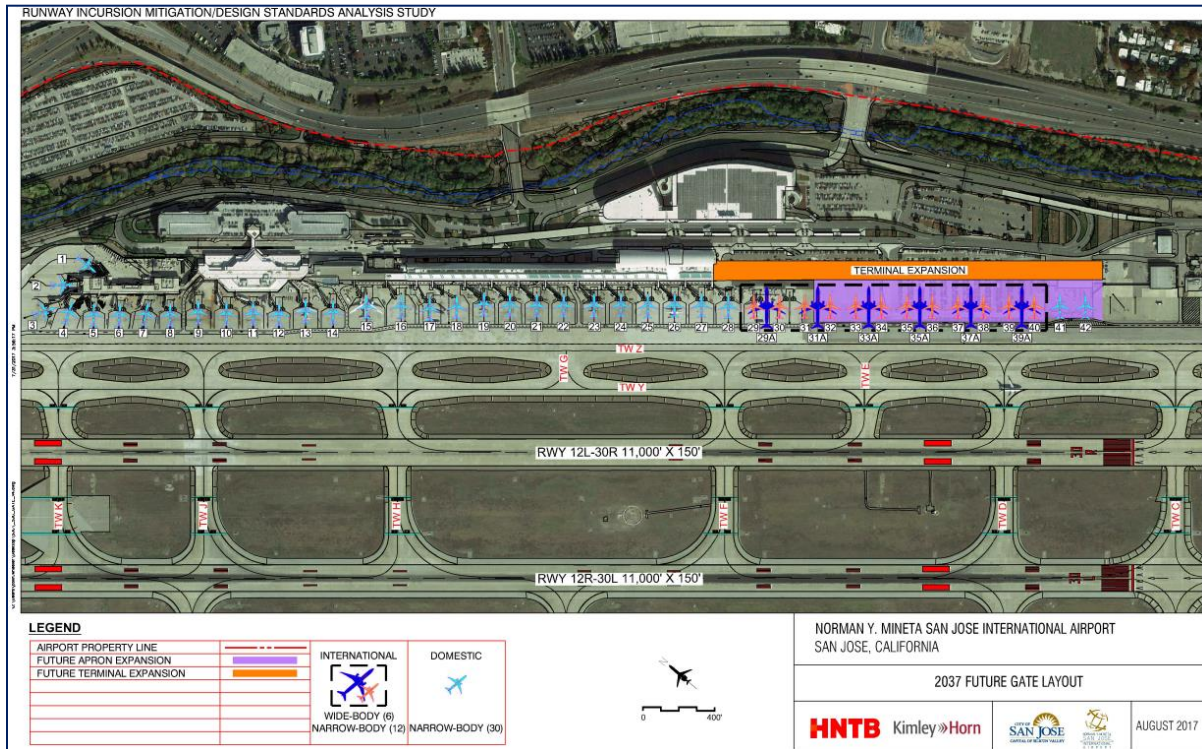 RUNWAY INCURSION MITIGATION/DESIGN STANDARDS ANALYSIS STUDY
TERMINAL EXPANSION
1
2
3 4 5 6 7 8 9 10 11 12 13 14 15 16 17 18 19 20 21 22 23 24 25 26 27 28 29 30 31 32 33 34 35 36 37 38 39 40 41 42
29A 31A 33A 35A 37A 39A
TW Z
TW G
TW E
TW Y
RWY 12L-30R 11,000' X 150'
TW K
TW J
TW H
TW F
TW D
TW C
RWY 12R-30L 11,000' X 150'
LEGEND
AIRPORT PROPERTY LINE
FUTURE APRON EXPANSION
FUTURE TERMINAL EXPANSION
INTERNATIONAL
WIDE-BODY (6)
NARROW-BODY (12)
DOMESTIC
NARROW-BODY (30)
0 400'
NORMAN Y. MINETA SAN JOSE INTERNATIONAL AIRPORT
SAN JOSE, CALIFORNIA
2037 FUTURE GATE LAYOUT
HNTB
Kimley»Horn
CITY OF
SAN JOSE
CAPITAL OF SILICON VALLEY
AUGUST 2017